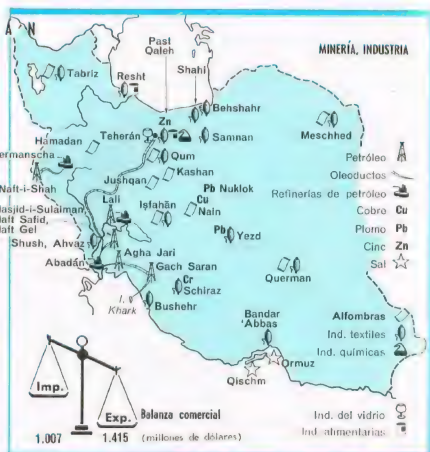 A N
MINERÍA, INDUSTRIA
Past
Qaleh
Shahi
Tabriz
Resht
Zn
Behshahr
Teherán
Samnan
Meschhed
Hamadan
ermanscha
Qum
Kashan
Naft-i-Shah
Jushqan
Pb Nuklok
Cu
Nain
Lali
Isfahán
asjid-i-Sulaiman
Naft Safid,
Naft Gel
Pb Yezd
Shush, Ahvaz
Agha Jari
Abadán
Gach Saran
Cr
Schiraz
Querman
I.
Khark
Bushehr
Bandar
'Abbas
Ormuz
Qischm
Petróleo
Oleoductos
Refinerías de petróleo
Cobre Cu
Plomo Pb
Cinc Zn
Sal
Alfombras
Ind. textiles
Ind. químicas
Ind. del vidrio
Ind. alimentarias
Imp.
Exp.
Balanza comercial
1.007
1.415
(millones de dólares)